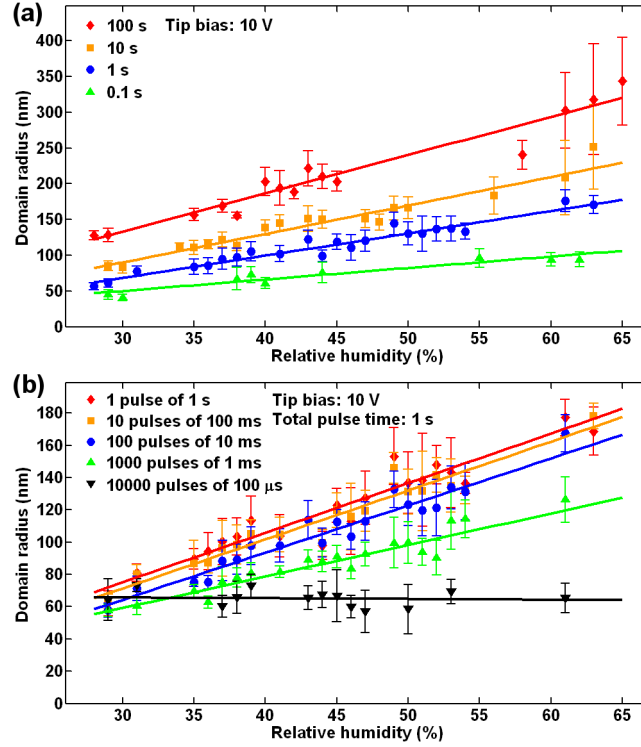 (a)
100 s Tip bias: 10 V
10 s
1 s
0.1 s
Domain radius (nm)
400
350
300
250
200
150
100
50
0
30 35 40 45 50 55 60 65
Relative humidity (%)
(b)
1 pulse of 1 s Tip bias: 10 V
10 pulses of 100 ms Total pulse time: 1 s
100 pulses of 10 ms
1000 pulses of 1 ms
10000 pulses of 100 μs
Domain radius (nm)
180
160
140
120
100
80
60
40
20
0
30 35 40 45 50 55 60 65
Relative humidity (%)